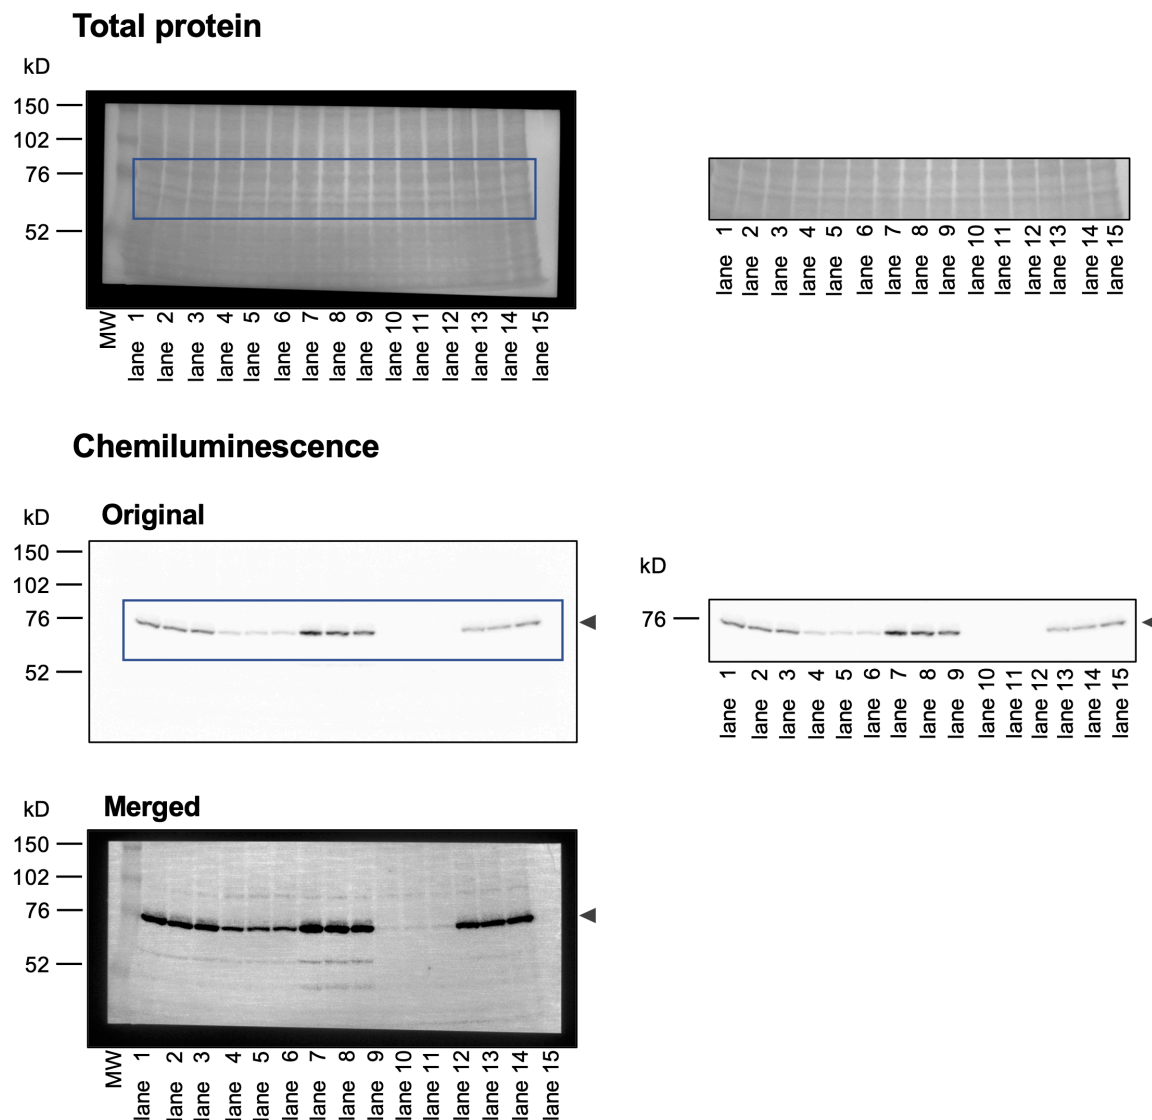 Total protein
kD
150
102
76
52
MW
lane 1
lane 2
lane 3
lane 4
lane 5
lane 6
lane 7
lane 8
lane 9
lane 10
lane 11
lane 12
lane 13
lane 14
lane 15
lane 1
lane 2
lane 3
lane 4
lane 5
lane 6
lane 7
lane 8
lane 9
lane 10
lane 11
lane 12
lane 13
lane 14
lane 15
Chemiluminescence
kD
Original
150
102
76
52
kD
76
lane 1
lane 2
lane 3
lane 4
lane 5
lane 6
lane 7
lane 8
lane 9
lane 10
lane 11
lane 12
lane 13
lane 14
lane 15
kD
Merged
150
102
76
52
MW
lane 1
lane 2
lane 3
lane 4
lane 5
lane 6
lane 7
lane 8
lane 9
lane 10
lane 11
lane 12
lane 13
lane 14
lane 15